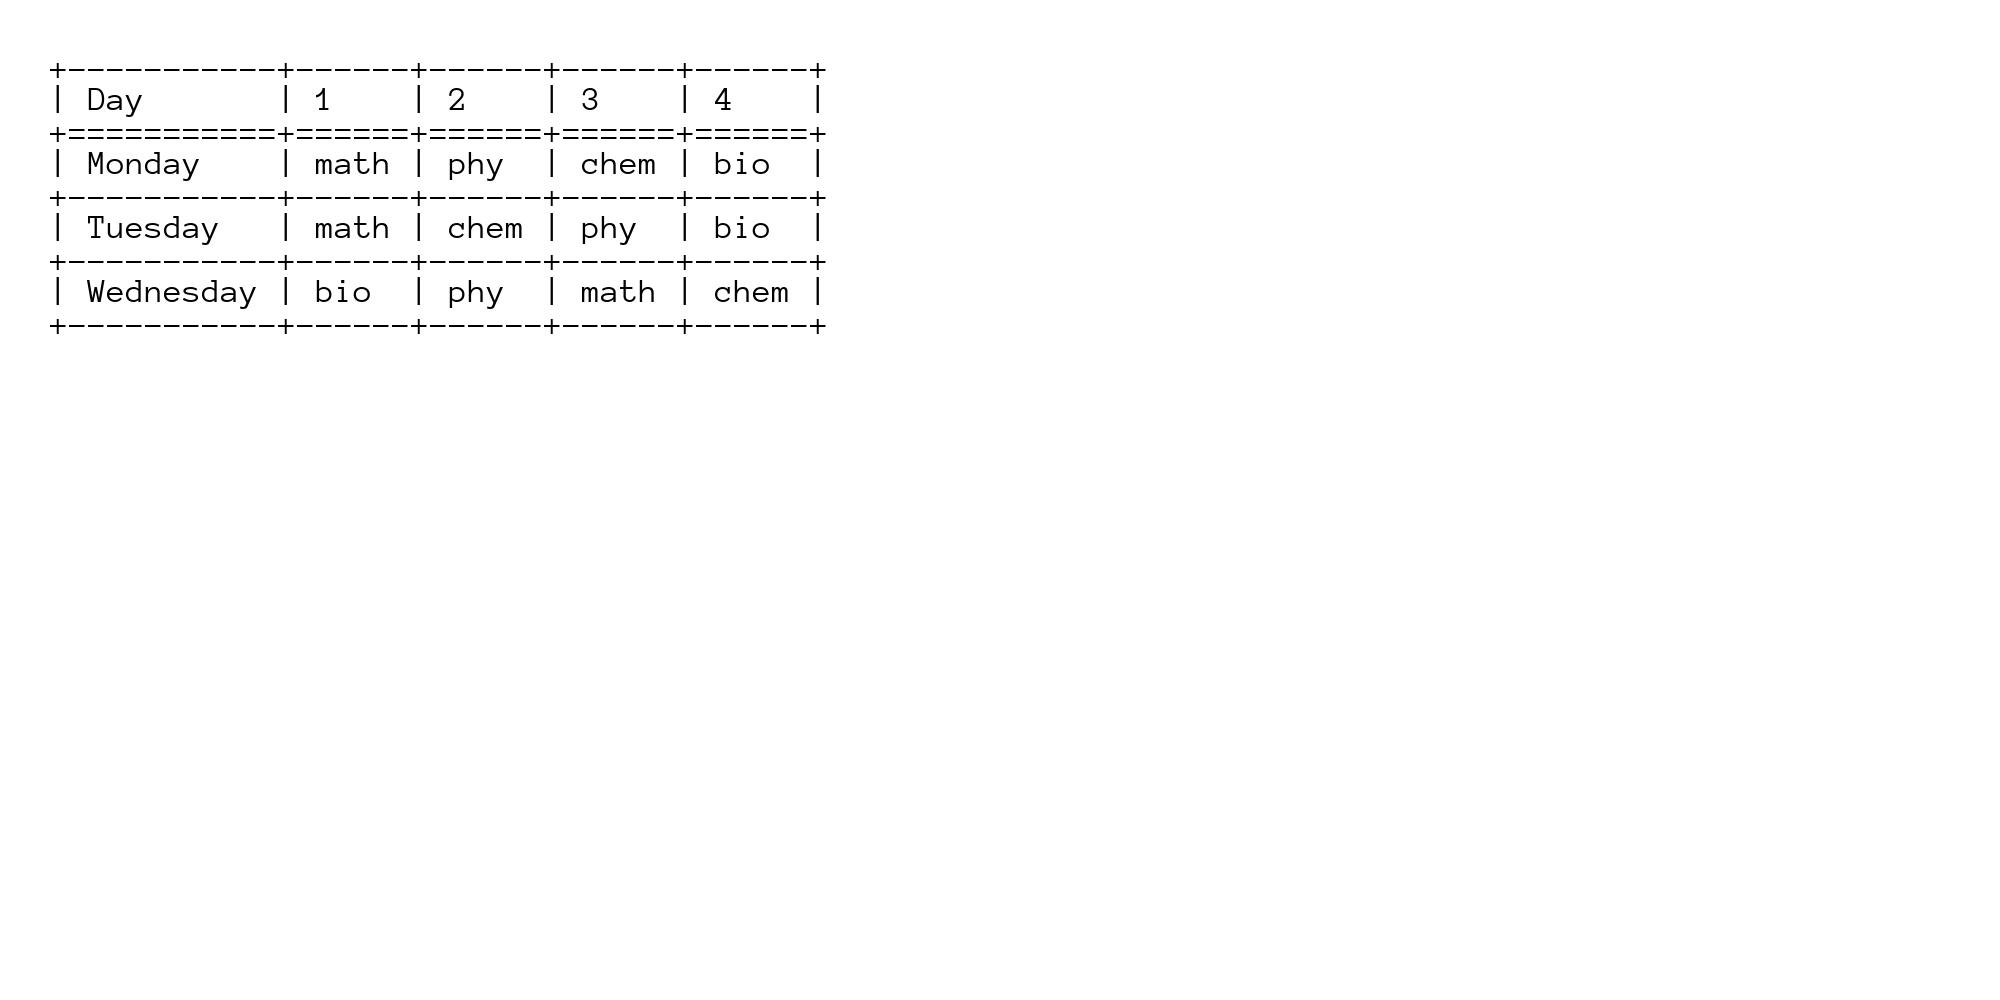 +-----------+------+------+------+------+
| Day       | 1    | 2    | 3    | 4    |
+===========+======+======+======+======+
| Monday    | math | phy  | chem | bio  |
+-----------+------+------+------+------+
| Tuesday   | math | chem | phy  | bio  |
+-----------+------+------+------+------+
| Wednesday | bio  | phy  | math | chem |
+-----------+------+------+------+------+